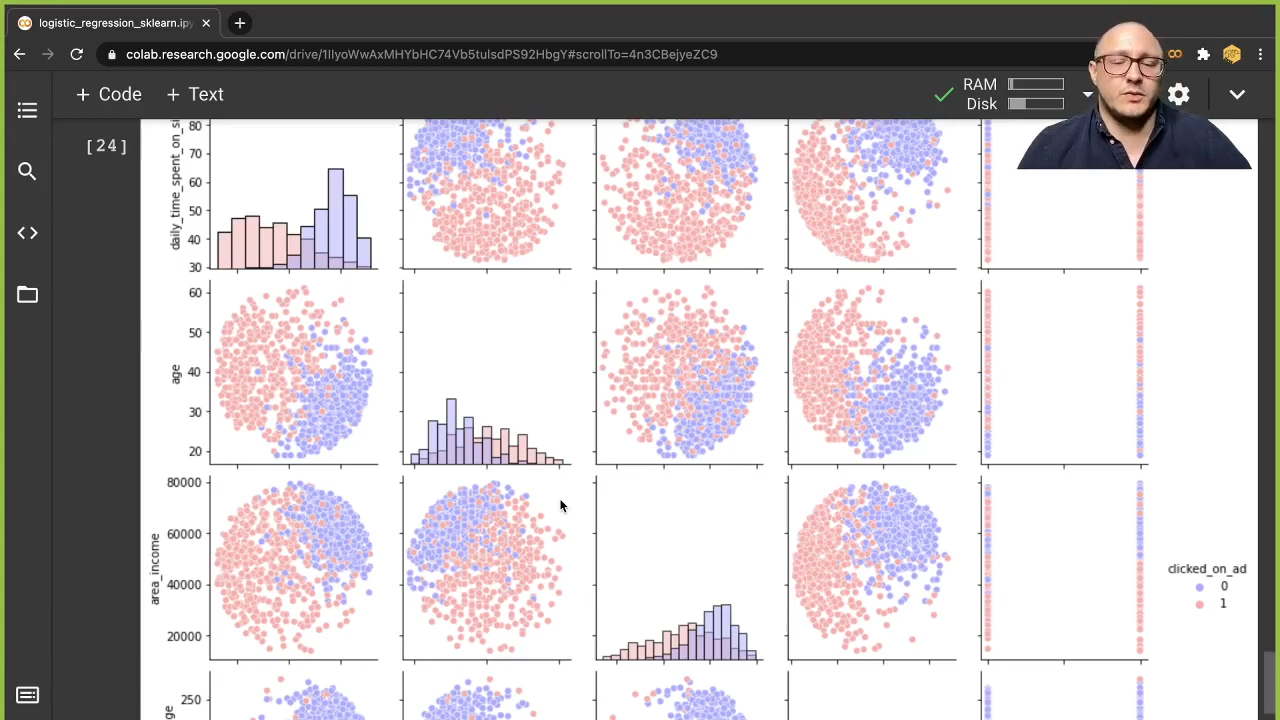 logistic_regression_sklearn.ipy
colab.research.google.com/drive/1IlyoWwAxMHYbHC74Vb5tulsdPS92HbgY#scrollTo=4n3CBejyeZC9
+ Code + Text
RAM
Disk
[24]
daily_time_spent_on_si
80
70
60
50
40
30
age
60
50
40
30
20
area_income
80000
60000
40000
20000
clicked_on_ad
0
1
250
ge